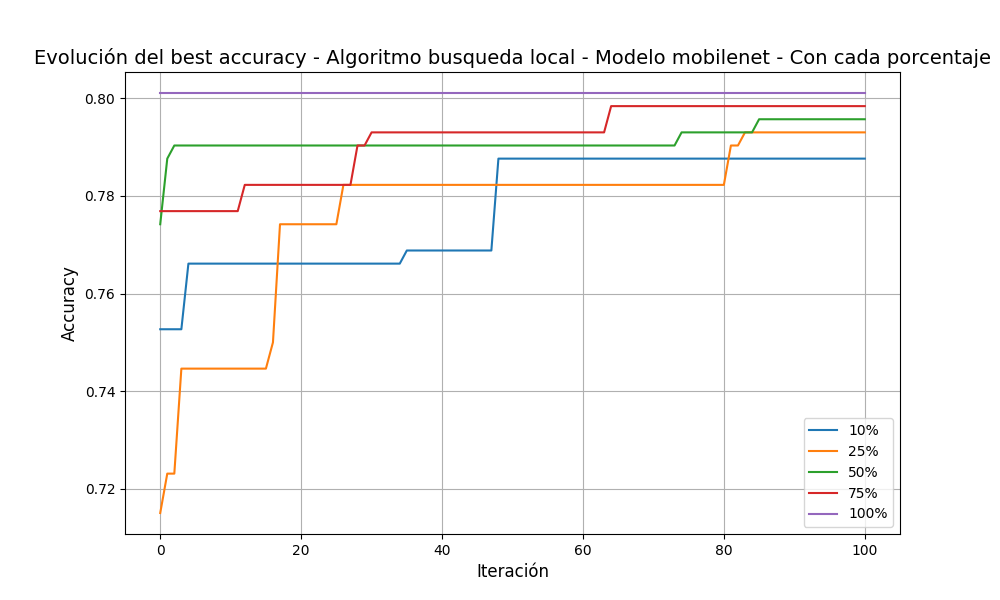 Evolución del best accuracy - Algoritmo busqueda local - Modelo mobilenet - Con cada porcentaje
0.80
0.78
0.76
0.74
0.72
Accuracy
10%
25%
50%
75%
100%
0 20 40 60 80 100
Iteración